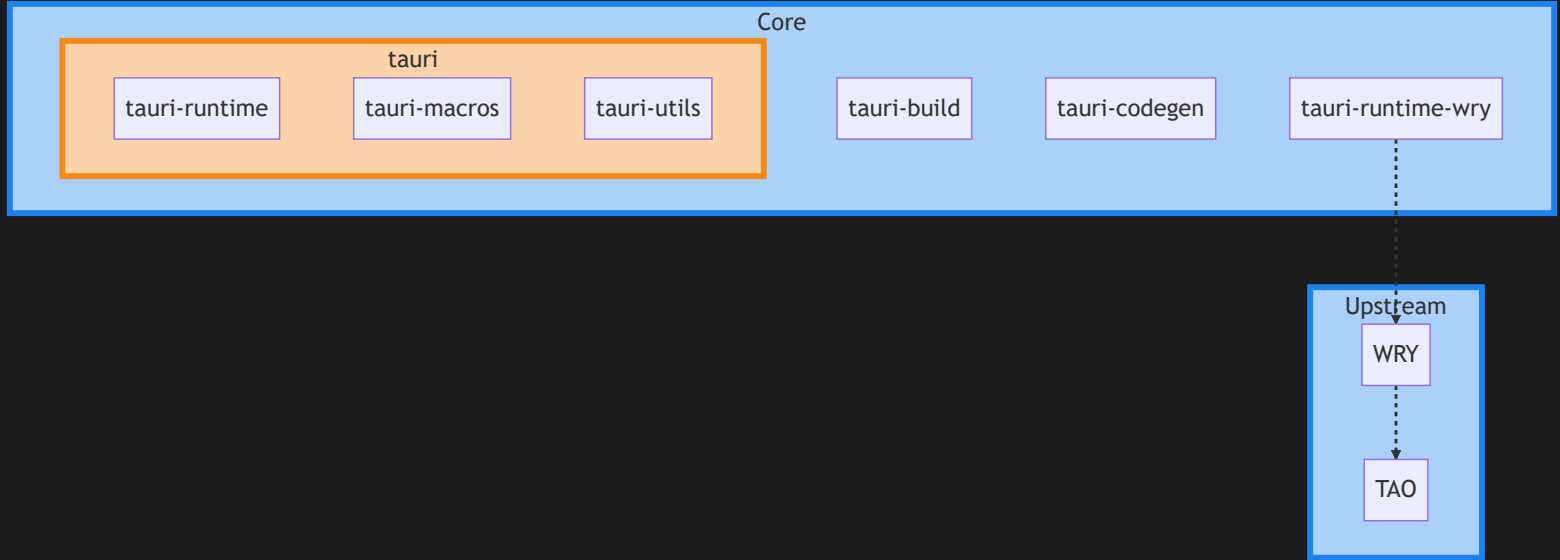 Core
tauri
tauri-runtime
tauri-macros
tauri-utils
tauri-build
tauri-codegen
tauri-runtime-wry
Upstream
WRY
TAO